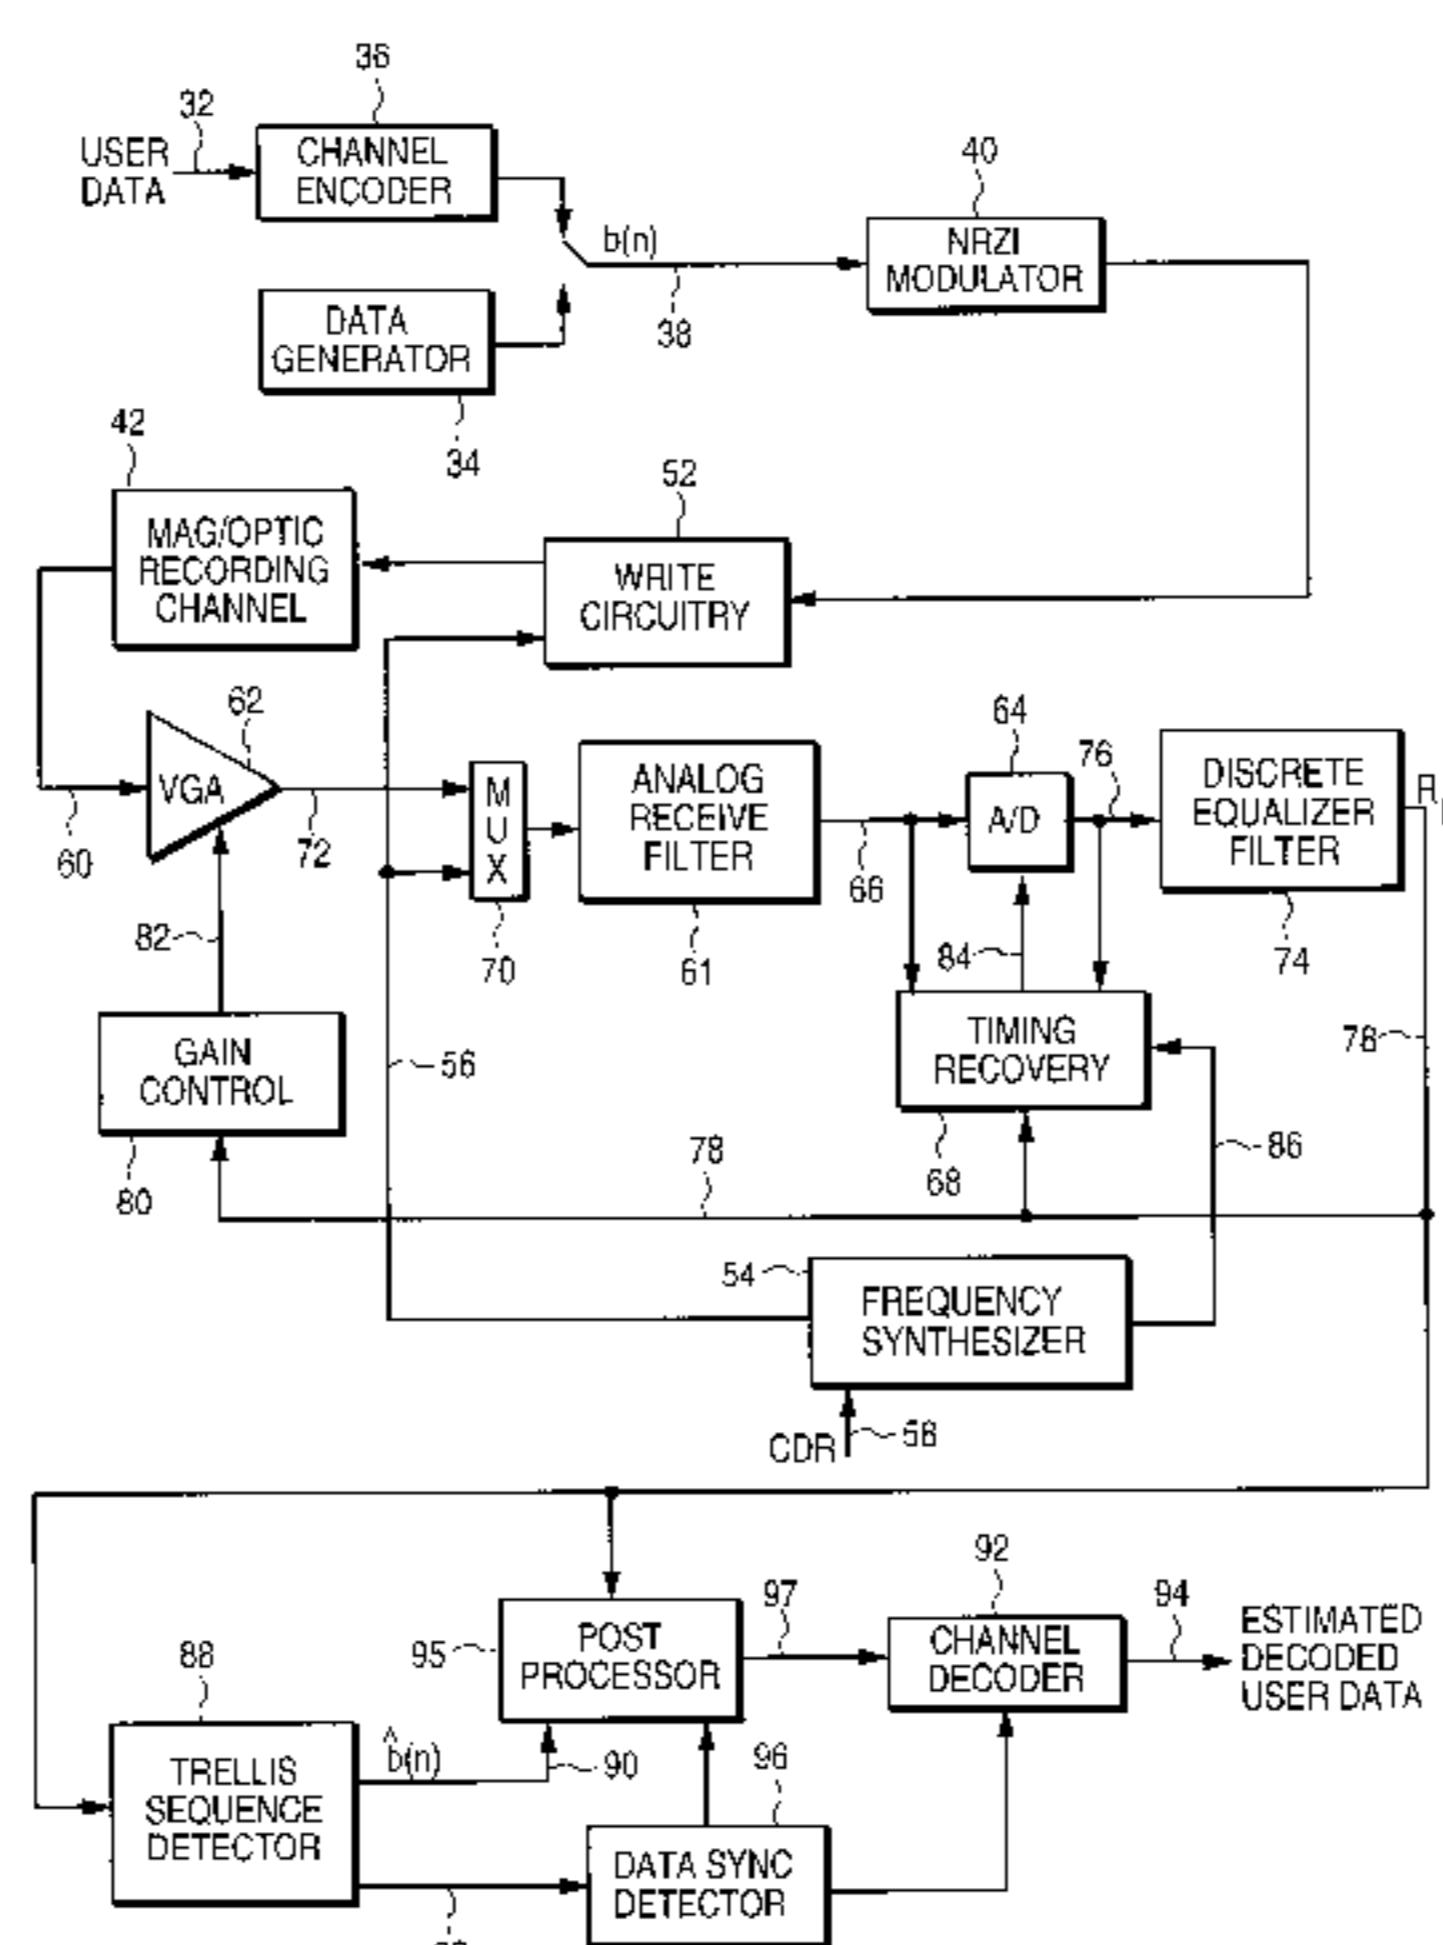 36
32
USER
DATA
CHANNEL
ENCODER
40
b(n)
NRZI
MODULATOR
38
DATA
GENERATOR
34
42
52
MAG/OPTIC
RECORDING
CHANNEL
WRITE
CIRCUITRY
62
64
76
VGA
60
72
M
U
X
70
ANALOG
RECEIVE
FILTER
61
66
A/D
DISCRETE
EQUALIZER
FILTER
74
R
82
84
GAIN
CONTROL
80
56
TIMING
RECOVERY
68
76
86
78
54
FREQUENCY
SYNTHESIZER
CDR
56
92
97
94
95
POST
PROCESSOR
CHANNEL
DECODER
ESTIMATED
DECODED
USER DATA
88
b̂(n)
90
96
TRELLIS
SEQUENCE
DETECTOR
DATA SYNC
DETECTOR